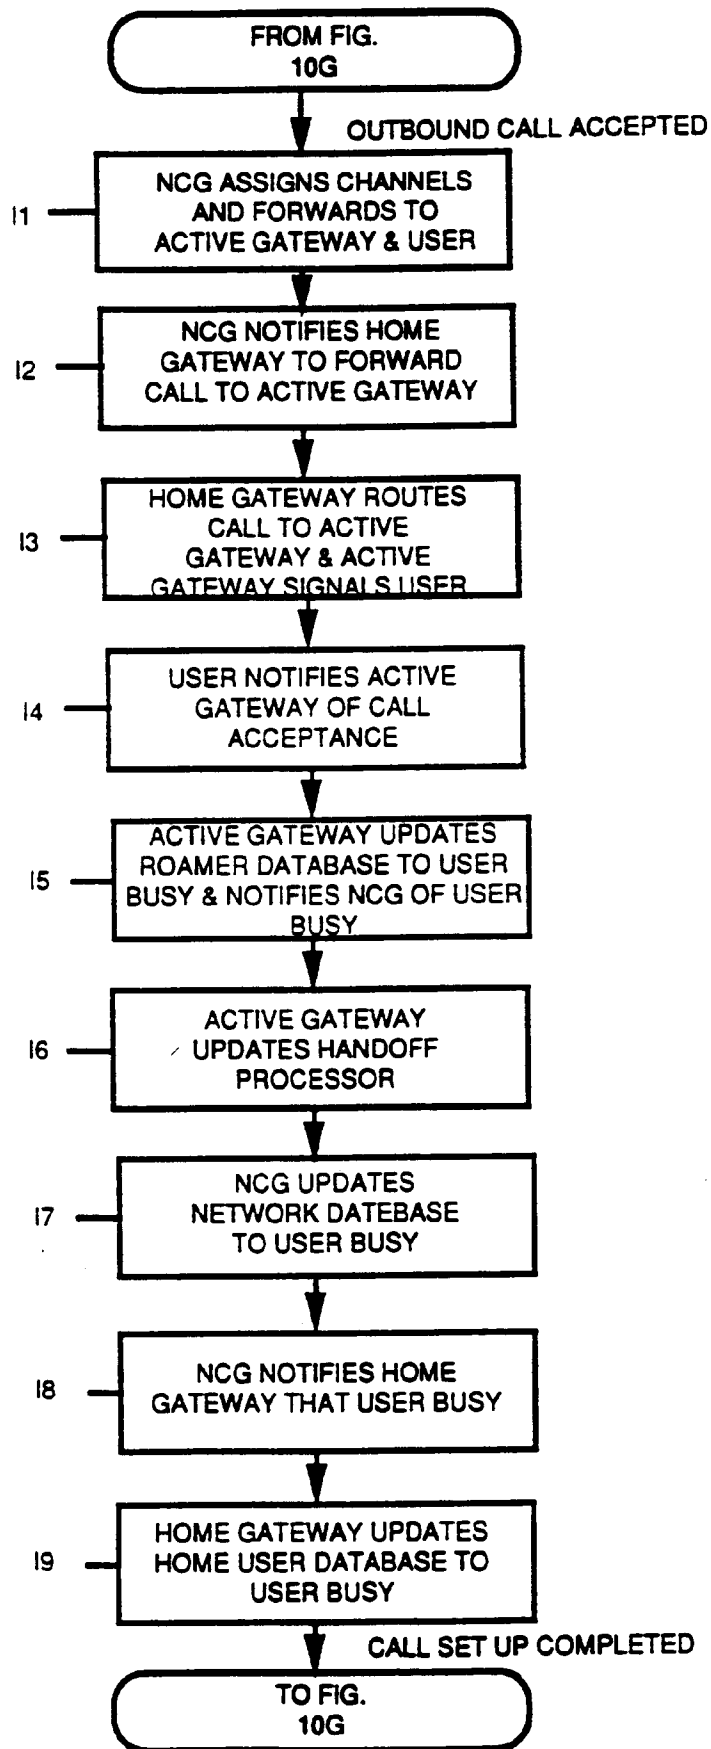 FROM FIG.
10G
OUTBOUND CALL ACCEPTED
I1
NCG ASSIGNS CHANNELS
AND FORWARDS TO
ACTIVE GATEWAY & USER
I2
NCG NOTIFIES HOME
GATEWAY TO FORWARD
CALL TO ACTIVE GATEWAY
I3
HOME GATEWAY ROUTES
CALL TO ACTIVE
GATEWAY & ACTIVE
GATEWAY SIGNALS USER
I4
USER NOTIFIES ACTIVE
GATEWAY OF CALL
ACCEPTANCE
I5
ACTIVE GATEWAY UPDATES
ROAMER DATABASE TO USER
BUSY & NOTIFIES NCG OF USER
BUSY
I6
ACTIVE GATEWAY
UPDATES HANDOFF
PROCESSOR
I7
NCG UPDATES
NETWORK DATEBASE
TO USER BUSY
I8
NCG NOTIFIES HOME
GATEWAY THAT USER BUSY
I9
HOME GATEWAY UPDATES
HOME USER DATABASE TO
USER BUSY
CALL SET UP COMPLETED
TO FIG.
10G